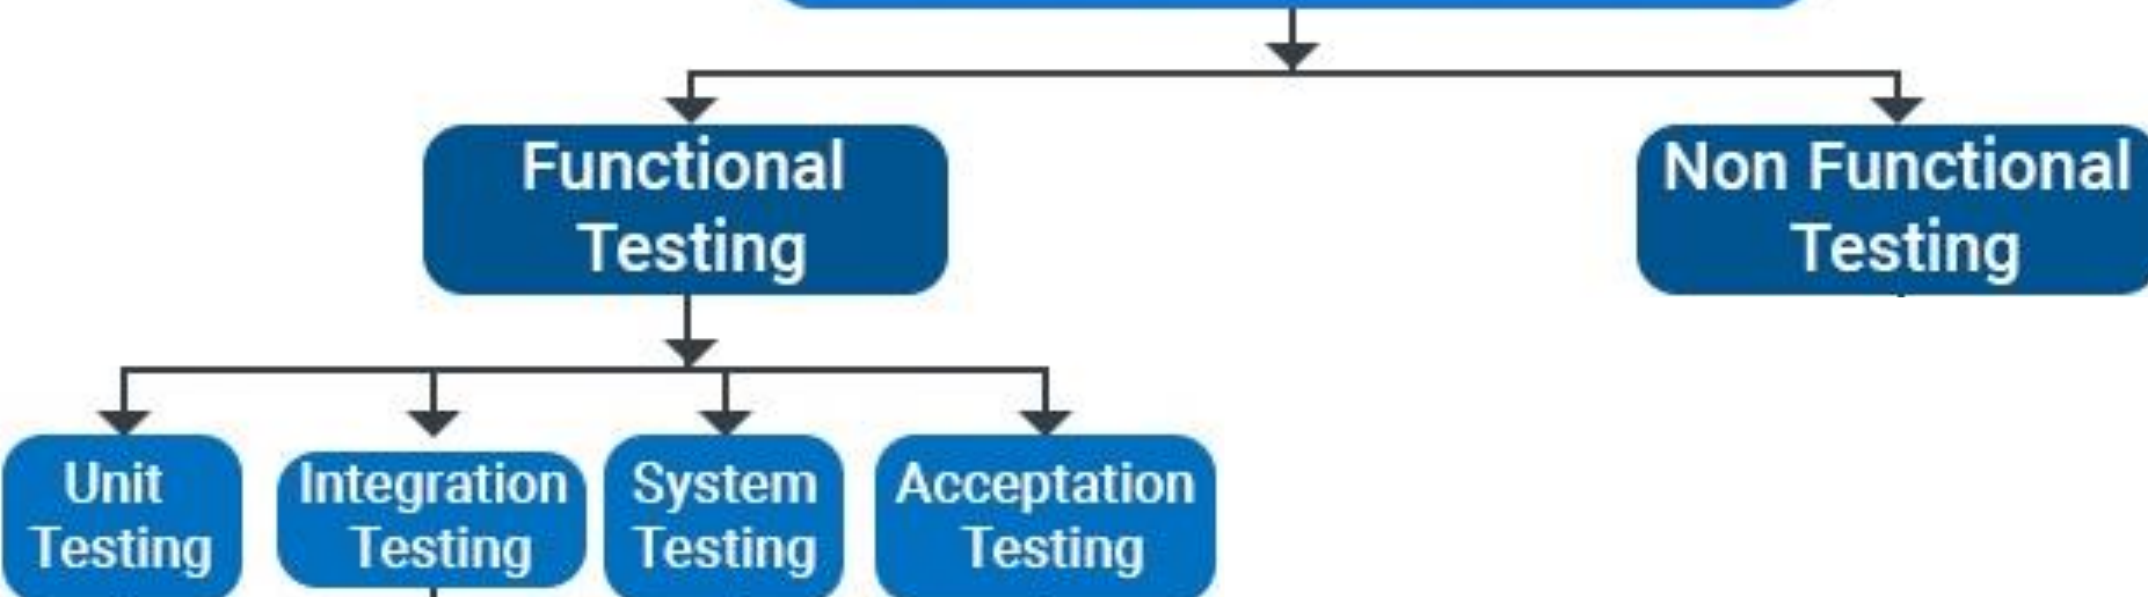 Functional
Testing
Non Functional
Testing
Unit
Testing
Integration
Testing
System
Testing
Acceptation
Testing